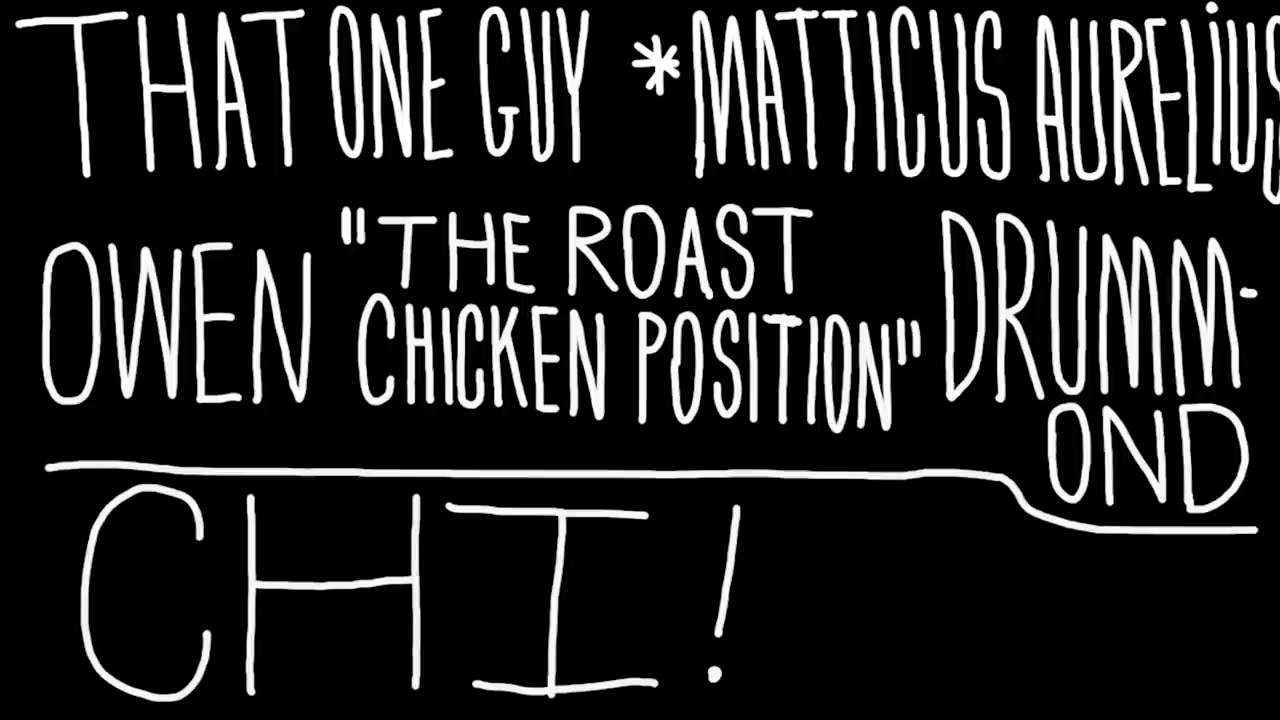 THAT ONE GUY *MATTICUS AURELiUS
OWEN "THE ROAST
CHICKEN POSITION" DRUMM-
OND
CHI!